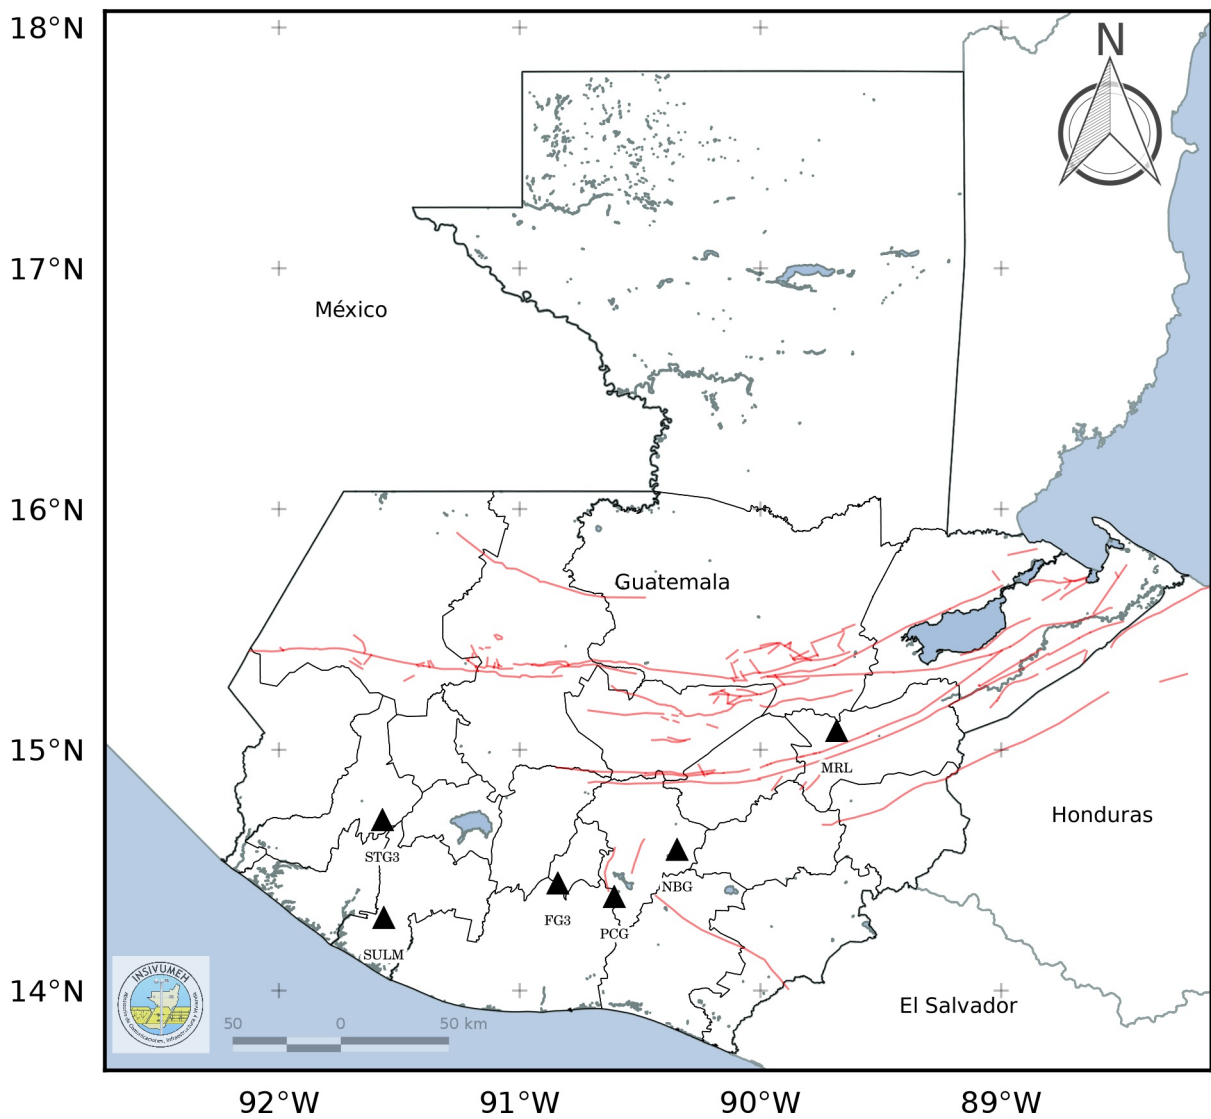 18°N
N
17°N
México
16°N
Guatemala
15°N
MRL
Honduras
STG3
NBG
FG3
PCG
SULM
14°N
El Salvador
INSIVUMEH
50 0 50 km
92°W 91°W 90°W 89°W